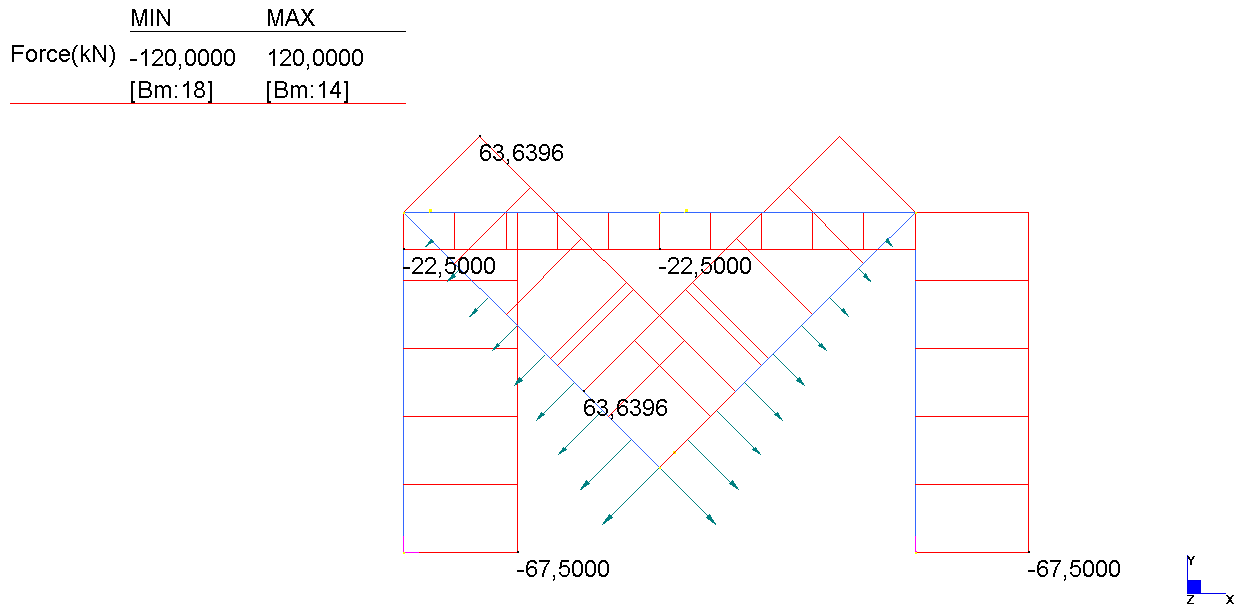 MIN MAX
Force(kN) -120,0000 120,0000
[Bm:18] [Bm:14]
63,6396
-22,5000 -22,5000
63,6396
-67,5000 -67,5000
Y
Z X